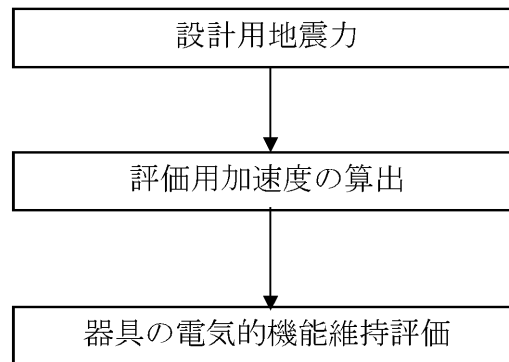 設計用地震力
評価用加速度の算出
器具の電気的機能維持評価